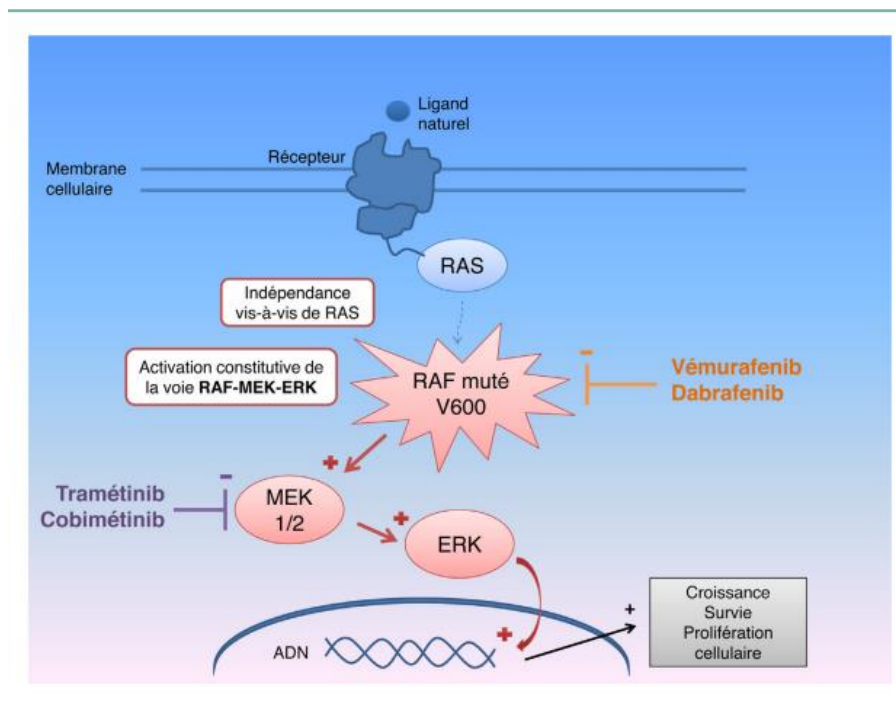 Ligand
naturel
Récepteur
Membrane
cellulaire
RAS
Indépendance
vis-à-vis de RAS
Activation constitutive de
la voie RAF-MEK-ERK
RAF muté
V600
-
Vémurafenib
Dabrafenib
+
-
Tramétinib
Cobimétinib
MEK
1/2
+
ERK
ADN
+
+
Croissance
Survie
Prolifération
cellulaire